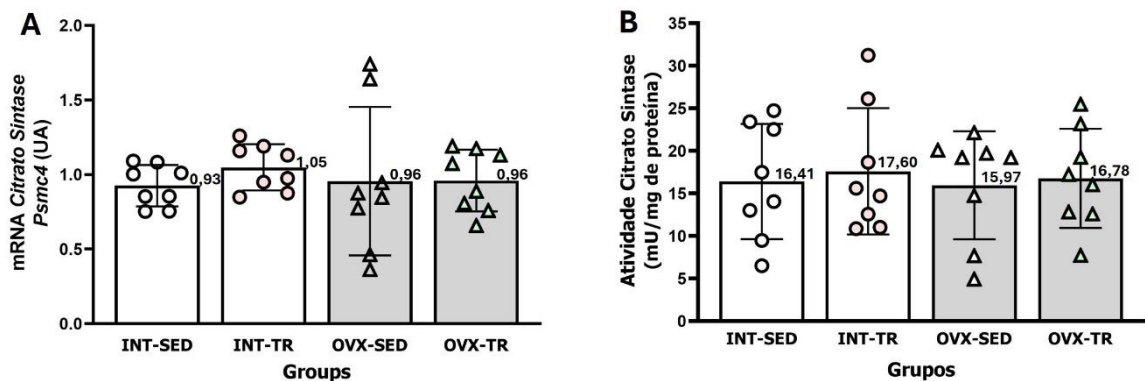 A
mRNA Citrato Sintase
Psmc4 (UA)
2.0
1.5
1.0
0.5
0.0
0,93
1,05
0,96
0,96
INT-SED INT-TR OVX-SED OVX-TR
Groups
B
Atividade Citrato Sintase
(mU/mg de proteína)
35
30
25
20
15
10
5
0
16,41
17,60
15,97
16,78
INT-SED INT-TR OVX-SED OVX-TR
Grupos